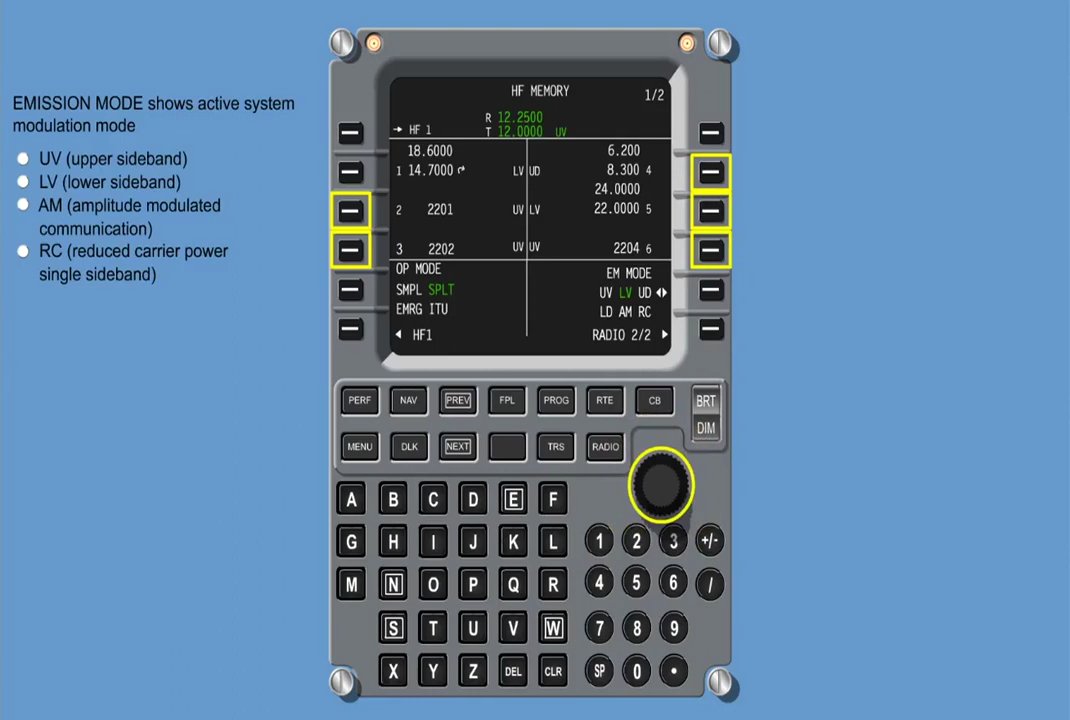 EMISSION MODE shows active system
modulation mode
UV (upper sideband)
LV (lower sideband)
AM (amplitude modulated
communication)
RC (reduced carrier power
single sideband)
HF MEMORY 1/2
R 12.2500
HF 1 T 12.0000 UV
18.6000 6.200
1 14.7000 LV UD 8.300 4
24.0000
2 2201 UV LV 22.0000 5
3 2202 UV UV 2204 6
OP MODE EM MODE
SMPL SPLT UV LV UD
EMRG ITU LD AM RC
HF1 RADIO 2/2
PERF NAV PREV FPL PROG RTE CB BRT
DIM
MENU DLK NEXT TRS RADIO
A B C D E F
G H I J K L 1 2 3 +/-
M N O P Q R 4 5 6 /
S T U V W 7 8 9
X Y Z DEL CLR SP 0 •